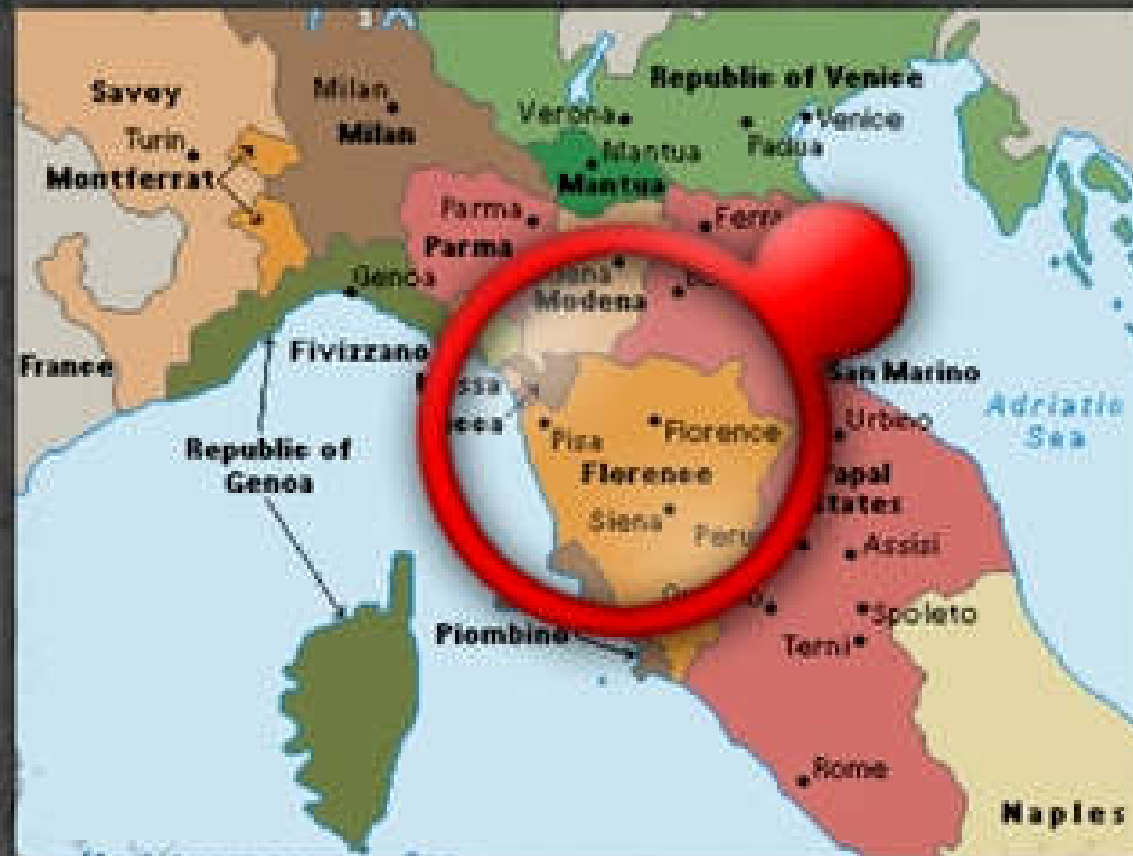 Savoy
Milan
Milan
Republic of Venice
Verona
Venice
Turin
Mantua
Padua
Montferrat
Mantua
Parma
Parma
Genoa
Modena
Fivizzano
France
San Marino
Adriatic
Sea
Urbino
Pisa
Florence
Republic of
Genoa
Florence
Siena
Assisi
Piombino
Spoleto
Terni
Rome
Naples